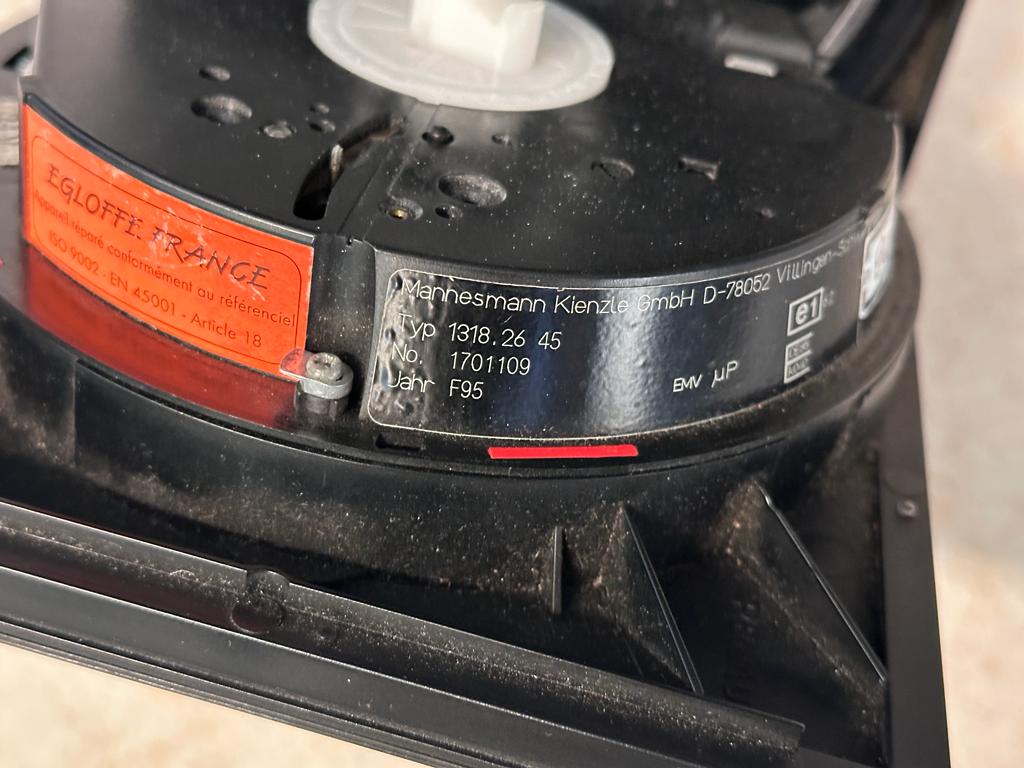 EGLOFFE FRANCE
Appareil réparé conformément au référenciel
ISO 9002 - EN 45001 - Article 18
Mannesmann Kienzle GmbH D-78052 Villingen-
Typ 1318.26 45
No. 1701109
Jahr F95
EMV µP
e1